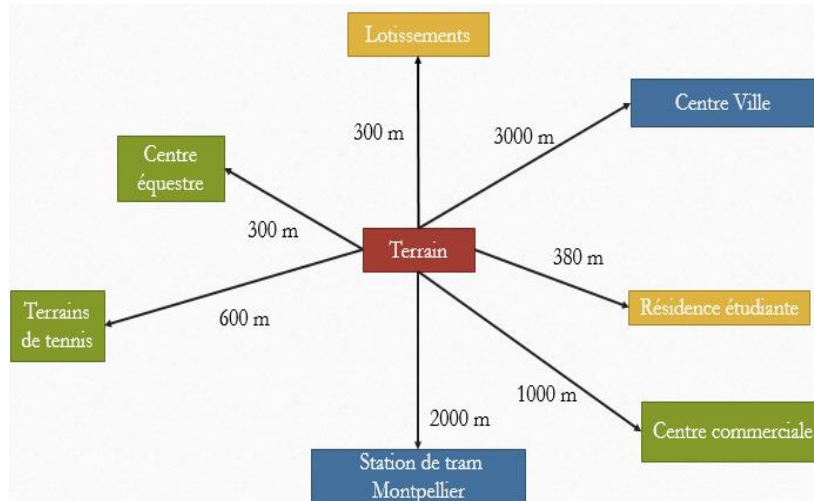 Lotissements
Centre Ville
300 m
3000 m
Centre
équestre
300 m
Terrain
380 m
Terrains
de tennis
600 m
Résidence étudiante
1000 m
2000 m
Centre commerciale
Station de tram
Montpellier